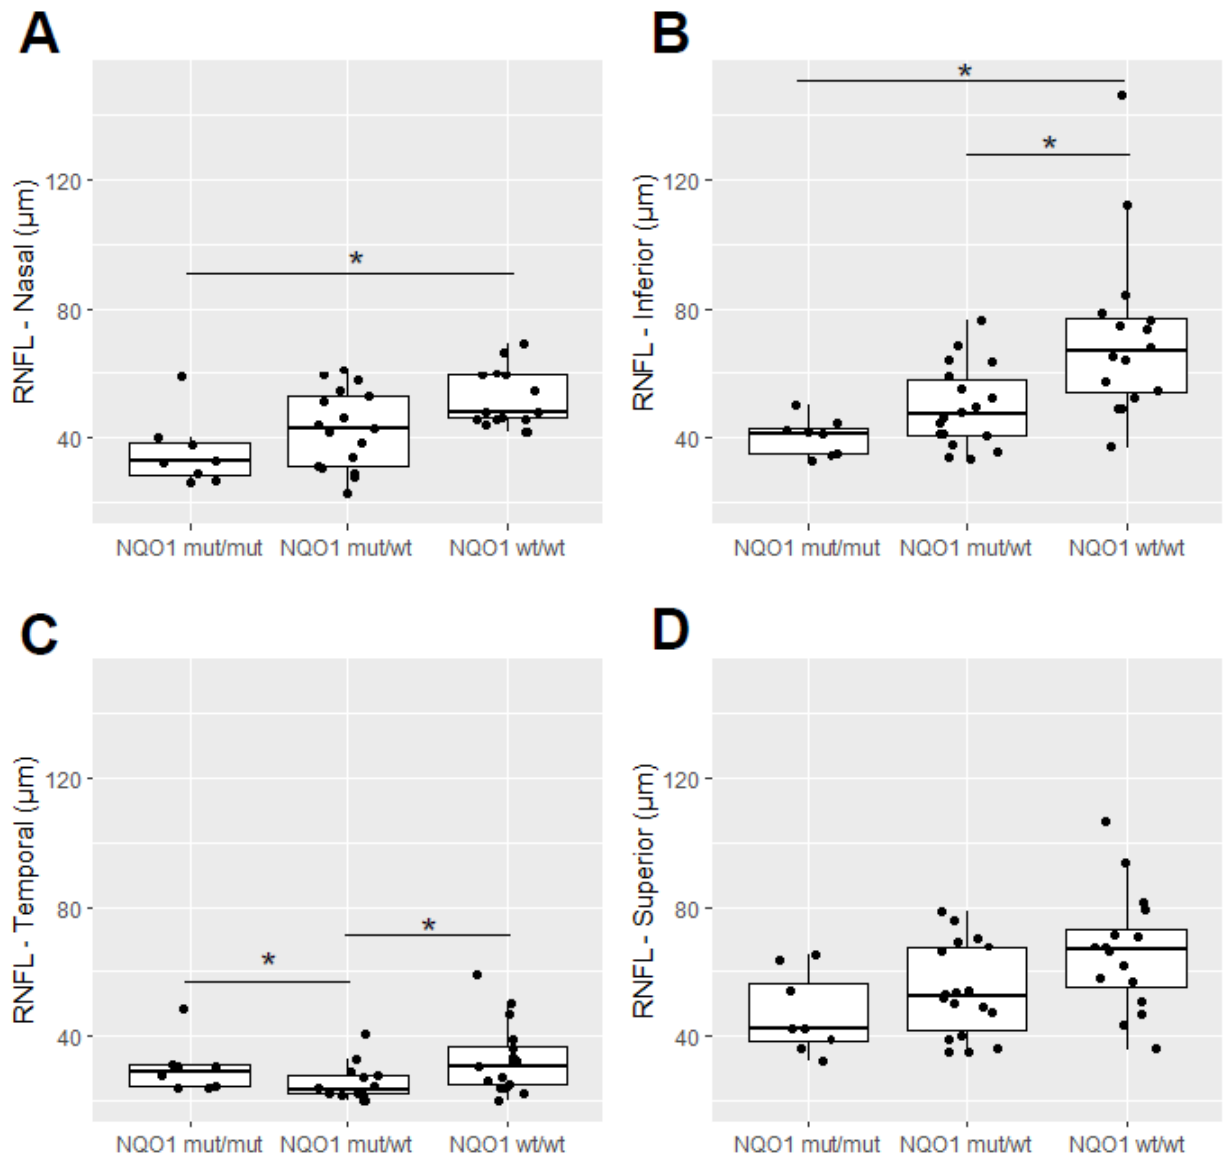 A
RNFL - Nasal (µm)
120
80
40
*
NQO1 mut/mut NQO1 mut/wt NQO1 wt/wt
B
RNFL - Inferior (µm)
120
80
40
*
*
NQO1 mut/mut NQO1 mut/wt NQO1 wt/wt
C
RNFL - Temporal (µm)
120
80
40
*
*
NQO1 mut/mut NQO1 mut/wt NQO1 wt/wt
D
RNFL - Superior (µm)
120
80
40
NQO1 mut/mut NQO1 mut/wt NQO1 wt/wt